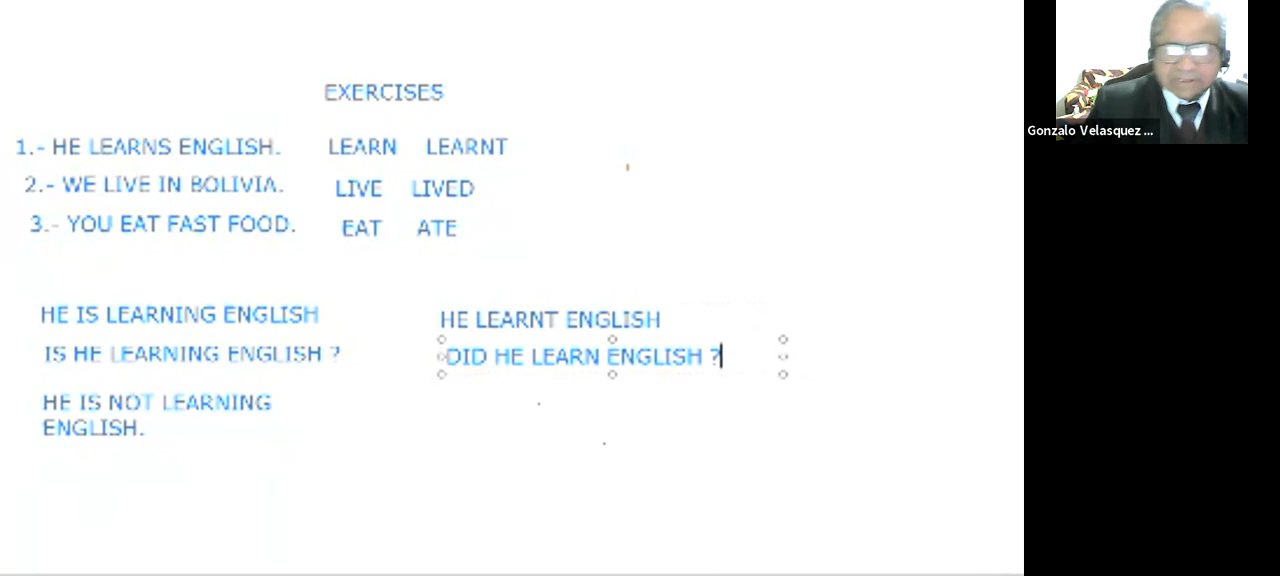 EXERCISES
1.- HE LEARNS ENGLISH. LEARN LEARNT
2.- WE LIVE IN BOLIVIA. LIVE LIVED
3.- YOU EAT FAST FOOD. EAT ATE
HE IS LEARNING ENGLISH
IS HE LEARNING ENGLISH ?
HE IS NOT LEARNING
ENGLISH.
HE LEARNT ENGLISH
DID HE LEARN ENGLISH ?
Gonzalo Velasquez ...